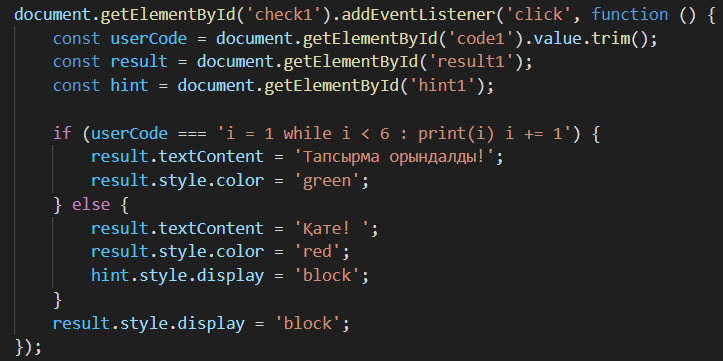 document.getElementById('check1').addEventListener('click', function () {
    const userCode = document.getElementById('code1').value.trim();
    const result = document.getElementById('result1');
    const hint = document.getElementById('hint1');

    if (userCode === 'i = 1 while i < 6 : print(i) i += 1') {
        result.textContent = 'Тапсырма орындалды!';
        result.style.color = 'green';
    } else {
        result.textContent = 'Қате! ';
        result.style.color = 'red';
        hint.style.display = 'block';
    }
    result.style.display = 'block';
});